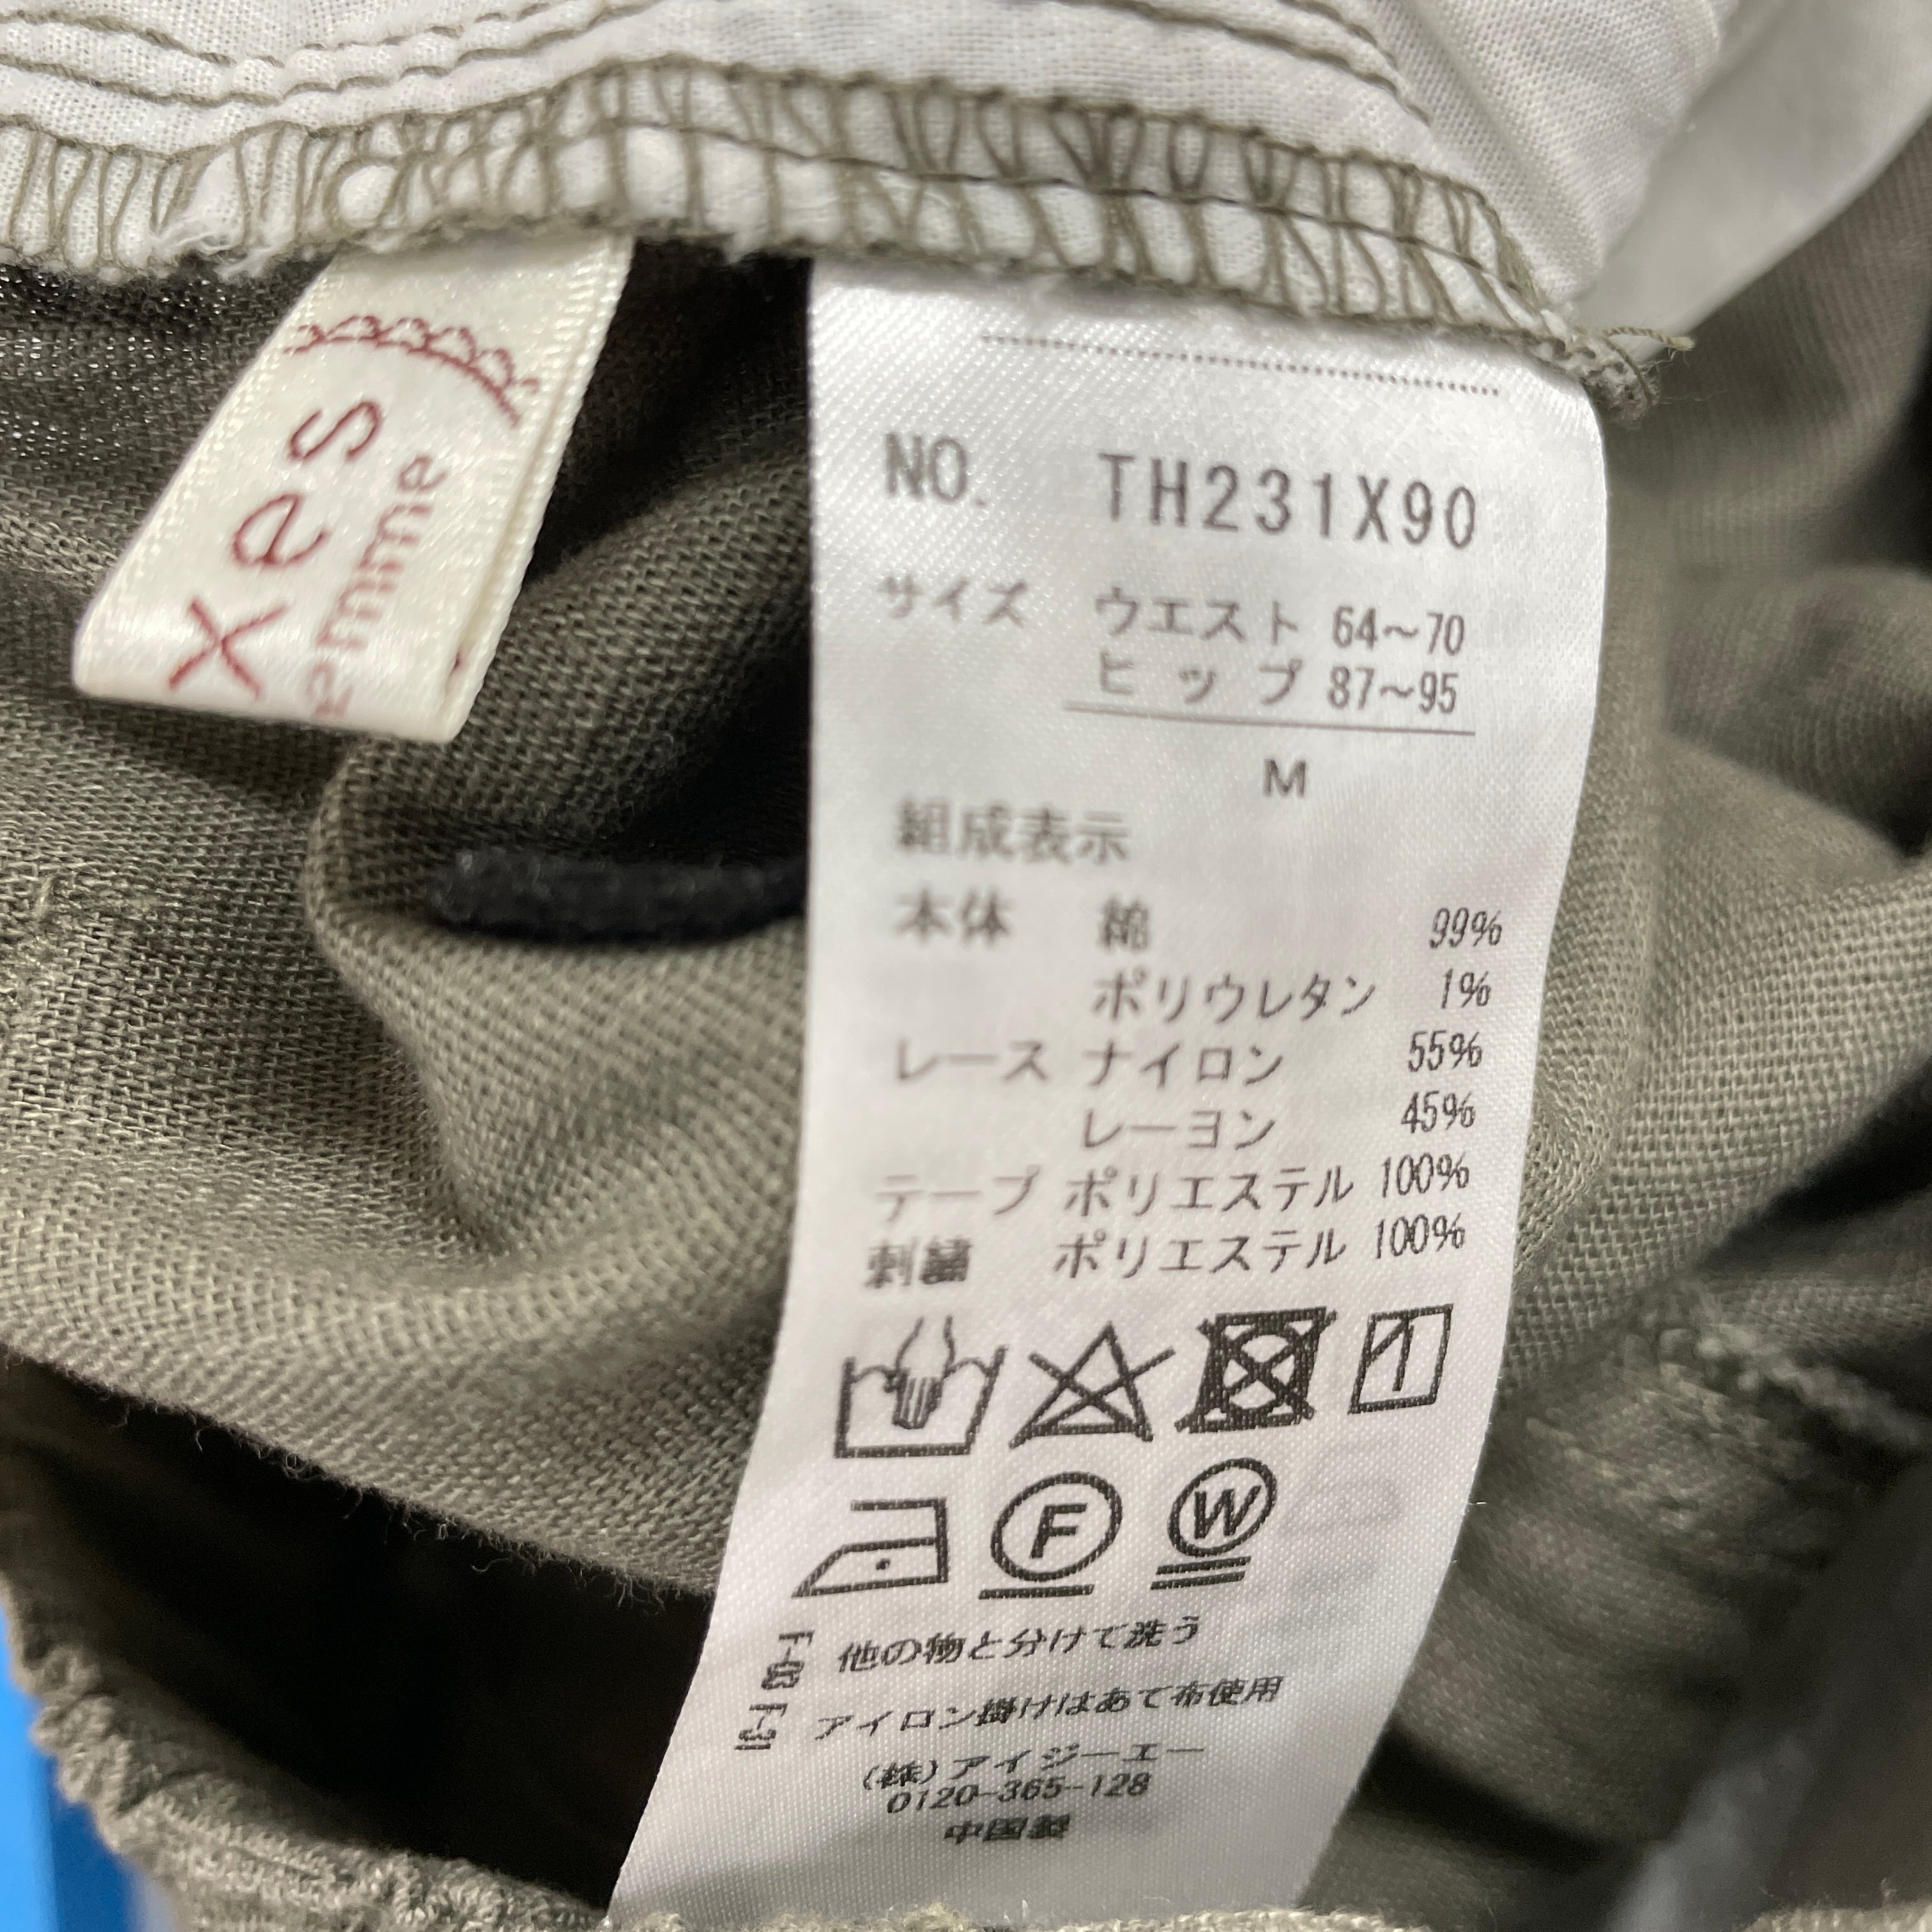 xes
emme
NO. TH231X90
サイズ ウエスト 64～70
ヒップ 87～95
M
組成表示
本体 綿 99%
ポリウレタン 1%
レース ナイロン 55%
レーヨン 45%
テープ ポリエステル 100%
刺繍 ポリエステル 100%
F
W
他の物と分けて洗う
F-31 アイロン掛けはあて布使用
(株)アイジーエー
0120-365-128
中国製